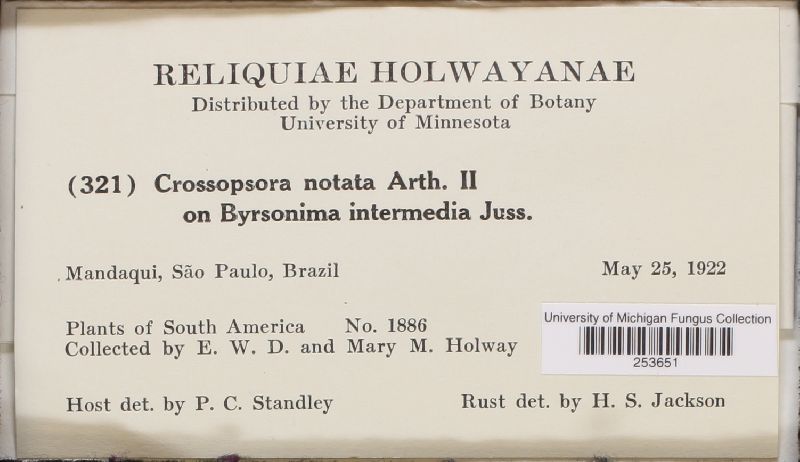 RELIQUIAE HOLWAYANAE
Distributed by the Department of Botany
University of Minnesota
(321) Crossopsora notata Arth. II
on Byrsonima intermedia Juss.
Mandaqui, São Paulo, Brazil May 25, 1922
Plants of South America No. 1886
Collected by E. W. D. and Mary M. Holway
University of Michigan Fungus Collection
253651
Host det. by P. C. Standley Rust det. by H. S. Jackson